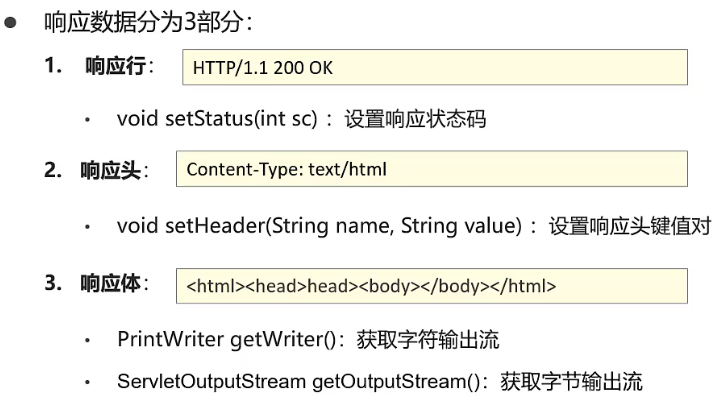 ● 响应数据分为3部分：
1. 响应行： HTTP/1.1 200 OK
• void setStatus(int sc) ：设置响应状态码
2. 响应头： Content-Type: text/html
• void setHeader(String name, String value) ：设置响应头键值对
3. 响应体： <html><head>head><body></body></html>
• PrintWriter getWriter()：获取字符输出流
• ServletOutputStream getOutputStream()：获取字节输出流